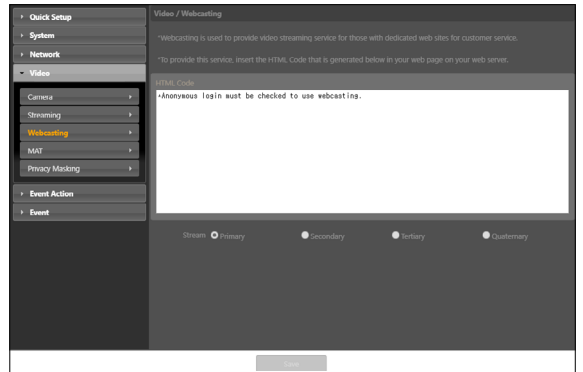 Quick Setup
System
Network
Video
Camera
Streaming
Webcasting
MAT
Privacy Masking
Event Action
Event
Video / Webcasting
*Webcasting is used to provide video streaming service for those with dedicated web sites for customer service.
*To provide this service, insert the HTML Code that is generated below in your web page on your web server.
HTML Code
*Anonymous login must be checked to use webcasting.
Stream Primary Secondary Tertiary Quaternary
Save